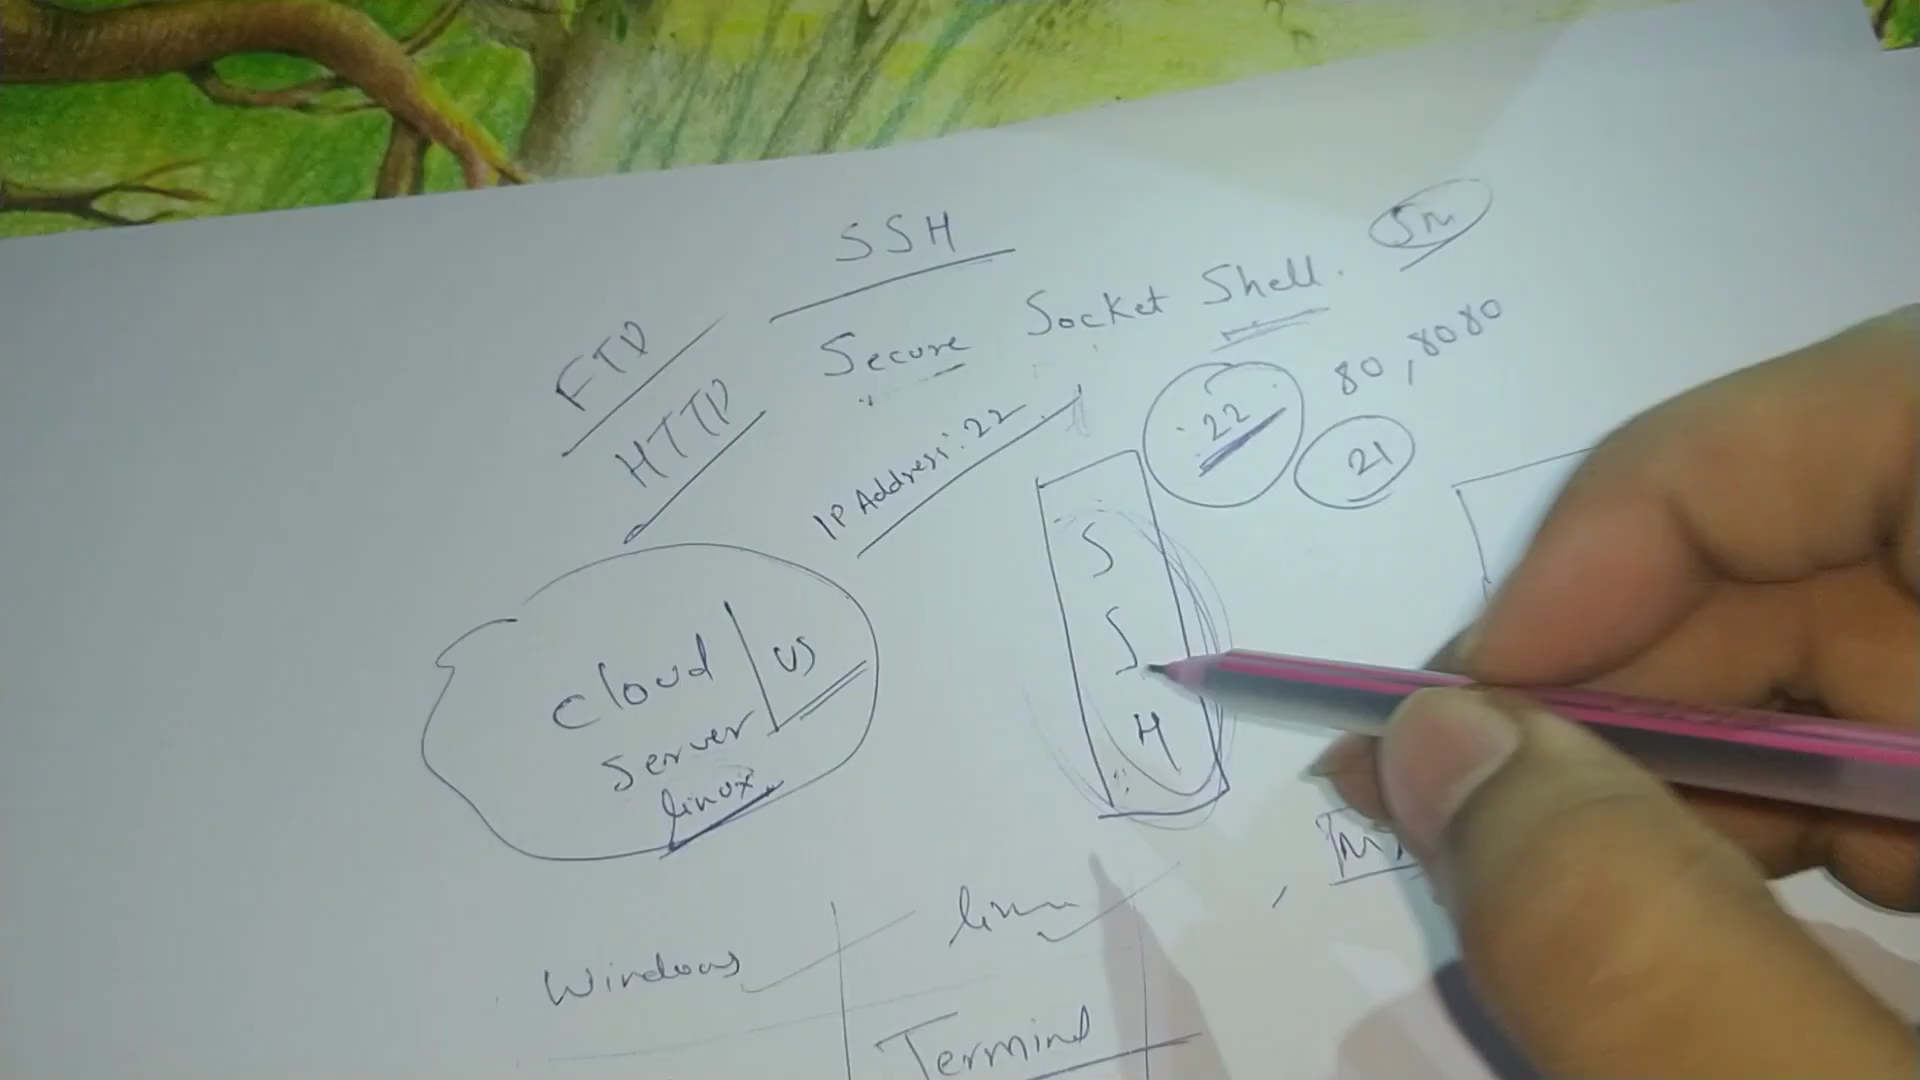 SSH
Secure Socket Shell.
FTP
HTTP
80, 8080
IP Address:22
:22
21
S
S
H
Cloud
US
Server
linux
Windows
Terminal